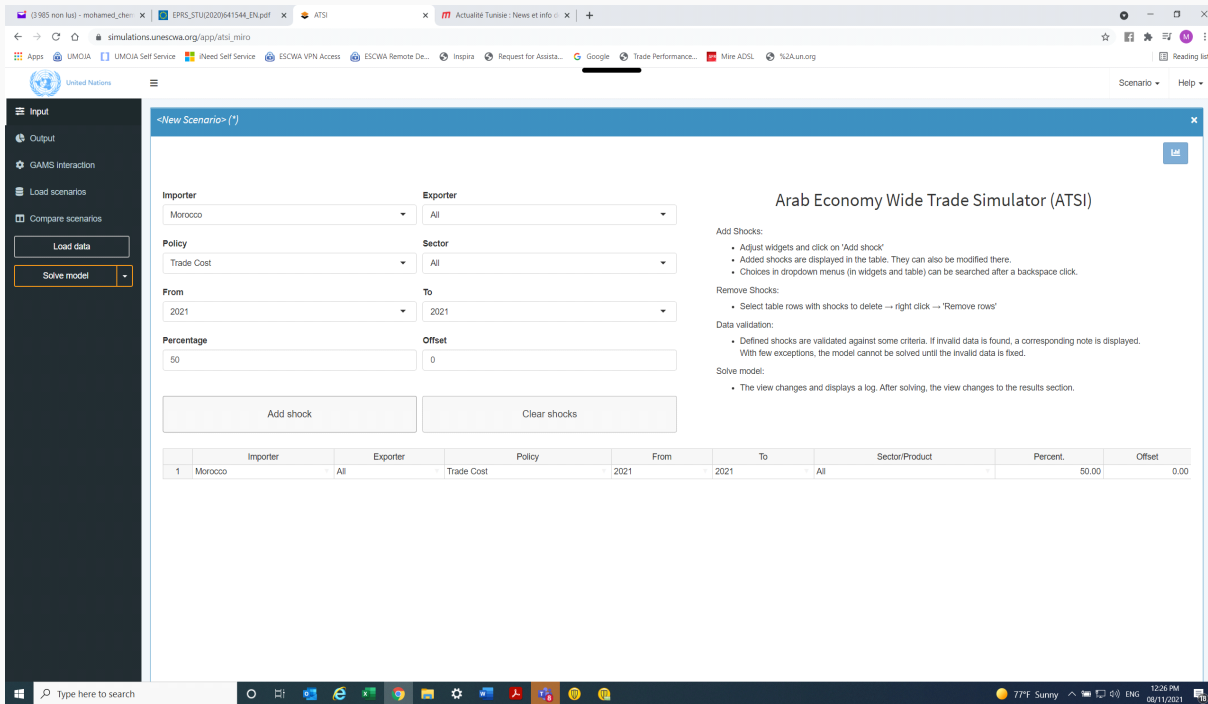 (3 985 non lus) - mohamed_chem
EPRS_STU(2020)641544_EN.pdf
ATSI
Actualité Tunisie : News et info d
simulations.unescwa.org/app/atsi_miro
Apps UMOJA UMOJA Self Service iNeed Self Service ESCWA VPN Access ESCWA Remote De... Inspira Request for Assista... Google Trade Performance... Mire ADSL %2A.un.org Reading list
United Nations
Scenario Help
Input
Output
GAMS interaction
Load scenarios
Compare scenarios
Load data
Solve model
<New Scenario> (*)
Importer Exporter
Morocco All
Policy Sector
Trade Cost All
From To
2021 2021
Percentage Offset
50 0
Add shock Clear shocks
Arab Economy Wide Trade Simulator (ATSI)
Add Shocks:
• Adjust widgets and click on 'Add shock'
• Added shocks are displayed in the table. They can also be modified there.
• Choices in dropdown menus (in widgets and table) can be searched after a backspace click.
Remove Shocks:
• Select table rows with shocks to delete → right click → 'Remove rows'
Data validation:
• Defined shocks are validated against some criteria. If invalid data is found, a corresponding note is displayed.
With few exceptions, the model cannot be solved until the invalid data is fixed.
Solve model:
• The view changes and displays a log. After solving, the view changes to the results section.
Importer Exporter Policy From To Sector/Product Percent. Offset
1 Morocco All Trade Cost 2021 2021 All 50.00 0.00
Type here to search
77°F Sunny ENG
12:26 PM
08/11/2021
18